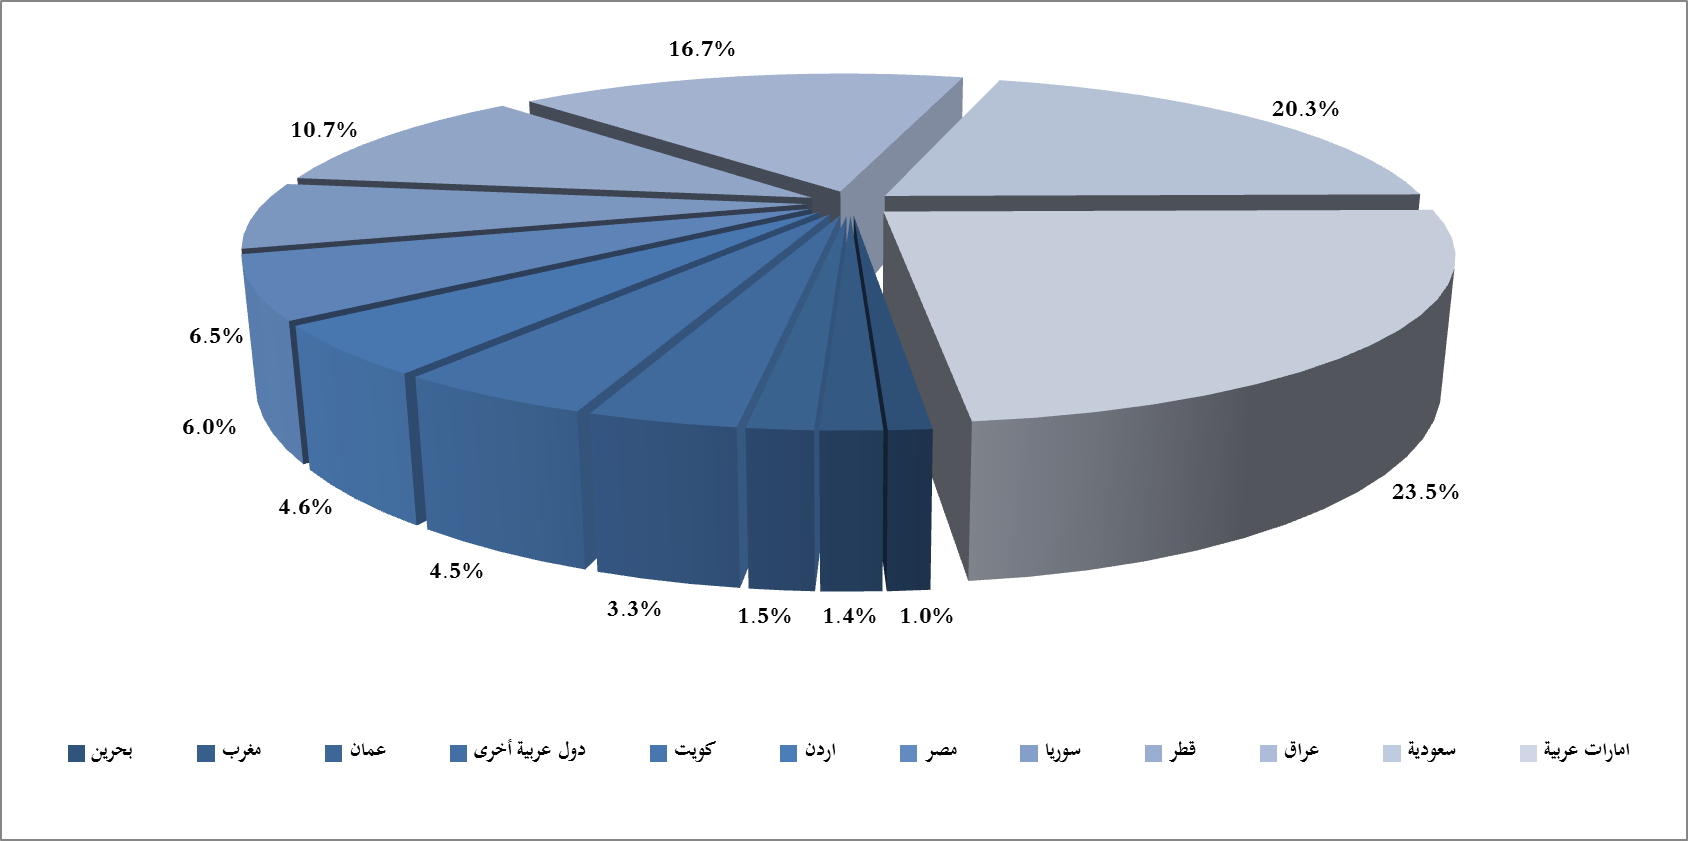 16.7%
20.3%
10.7%
6.5%
6.0%
23.5%
4.6%
4.5%
3.3%
1.5%
1.4%
1.0%
امارات عربية
سعودية
عراق
قطر
سوريا
مصر
اردن
كويت
دول عربية أخرى
عمان
مغرب
بحرين